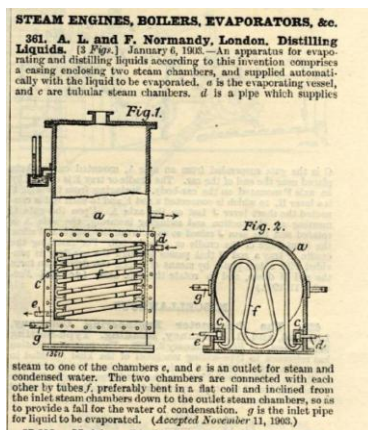 STEAM ENGINES, BOILERS, EVAPORATORS, &c.
361. A. L. and F. Normandy, London. Distilling
Liquids. [3 Figs.] January 6, 1903.—An apparatus for evapo-
rating and distilling liquids according to this invention comprises
a casing enclosing two steam chambers, and supplied automati-
cally with the liquid to be evaporated. a is the evaporating vessel,
and c are tubular steam chambers. d is a pipe which supplies
Fig.1.
a
d
c
f
e
g
(361)
Fig.2.
a
g
f
c
c
e
d
steam to one of the chambers c, and e is an outlet for steam and
condensed water. The two chambers are connected with each
other by tubes f, preferably bent in a flat coil and inclined from
the inlet steam chambers down to the outlet steam chambers, so as
to provide a fall for the water of condensation. g is the inlet pipe
for liquid to be evaporated. (Accepted November 11, 1903.)